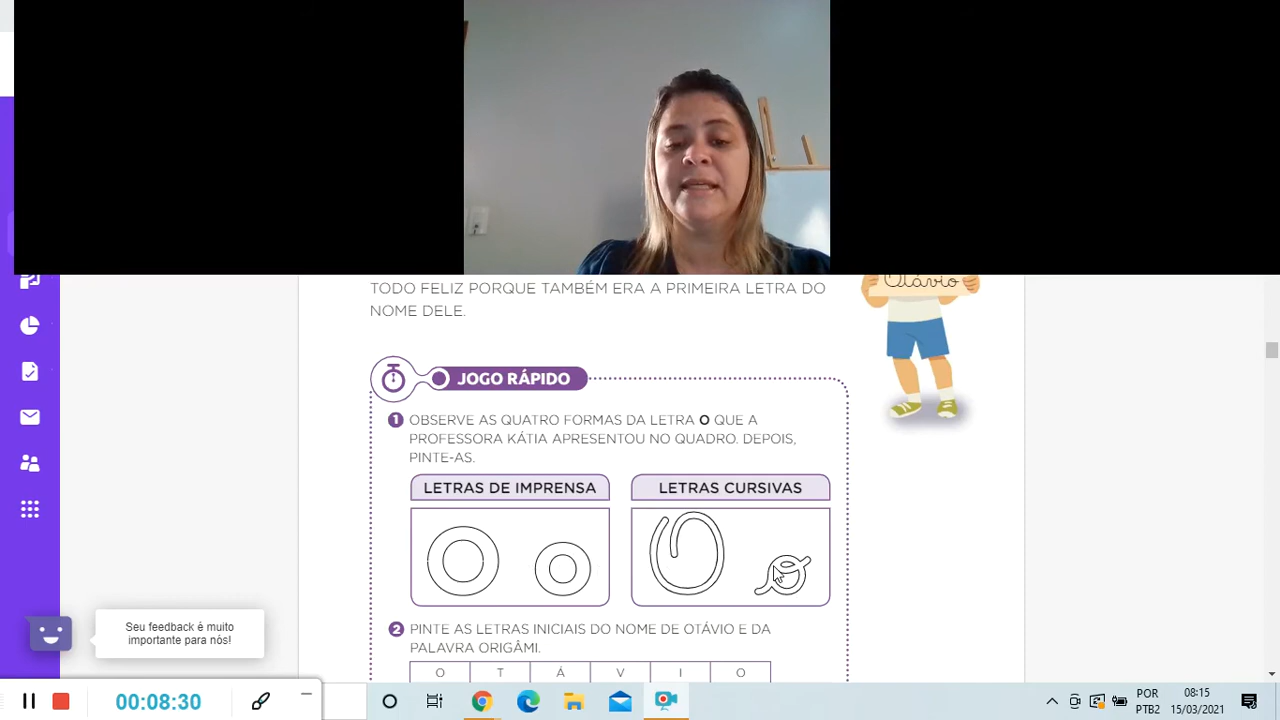 Otávio
TODO FELIZ PORQUE TAMBÉM ERA A PRIMEIRA LETRA DO
NOME DELE.
JOGO RÁPIDO
1 OBSERVE AS QUATRO FORMAS DA LETRA O QUE A
PROFESSORA KÁTIA APRESENTOU NO QUADRO. DEPOIS,
PINTE-AS.
LETRAS DE IMPRENSA
LETRAS CURSIVAS
O o
O o
2 PINTE AS LETRAS INICIAIS DO NOME DE OTÁVIO E DA
PALAVRA ORIGÂMI.
O T Á V I O
Seu feedback é muito
importante para nós!
00:08:30
POR
PTB2
08:15
15/03/2021